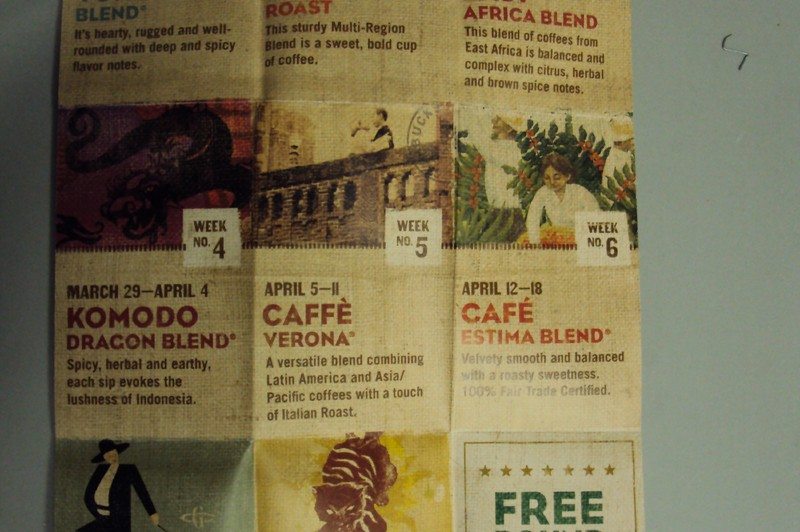 BLEND®
It's hearty, rugged and well-
rounded with deep and spicy
flavor notes.
ROAST
This sturdy Multi-Region
Blend is a sweet, bold cup
of coffee.
AFRICA BLEND
This blend of coffees from
East Africa is balanced and
complex with citrus, herbal
and brown spice notes.
WEEK
NO. 4
MARCH 29—APRIL 4
KOMODO
DRAGON BLEND®
Spicy, herbal and earthy,
each sip evokes the
lushness of Indonesia.
WEEK
NO. 5
APRIL 5—11
CAFFÈ
VERONA®
A versatile blend combining
Latin America and Asia/
Pacific coffees with a touch
of Italian Roast.
WEEK
NO. 6
APRIL 12-18
CAFÉ
ESTIMA BLEND®
Velvety smooth and balanced
with a roasty sweetness.
100% Fair Trade Certified.
FREE